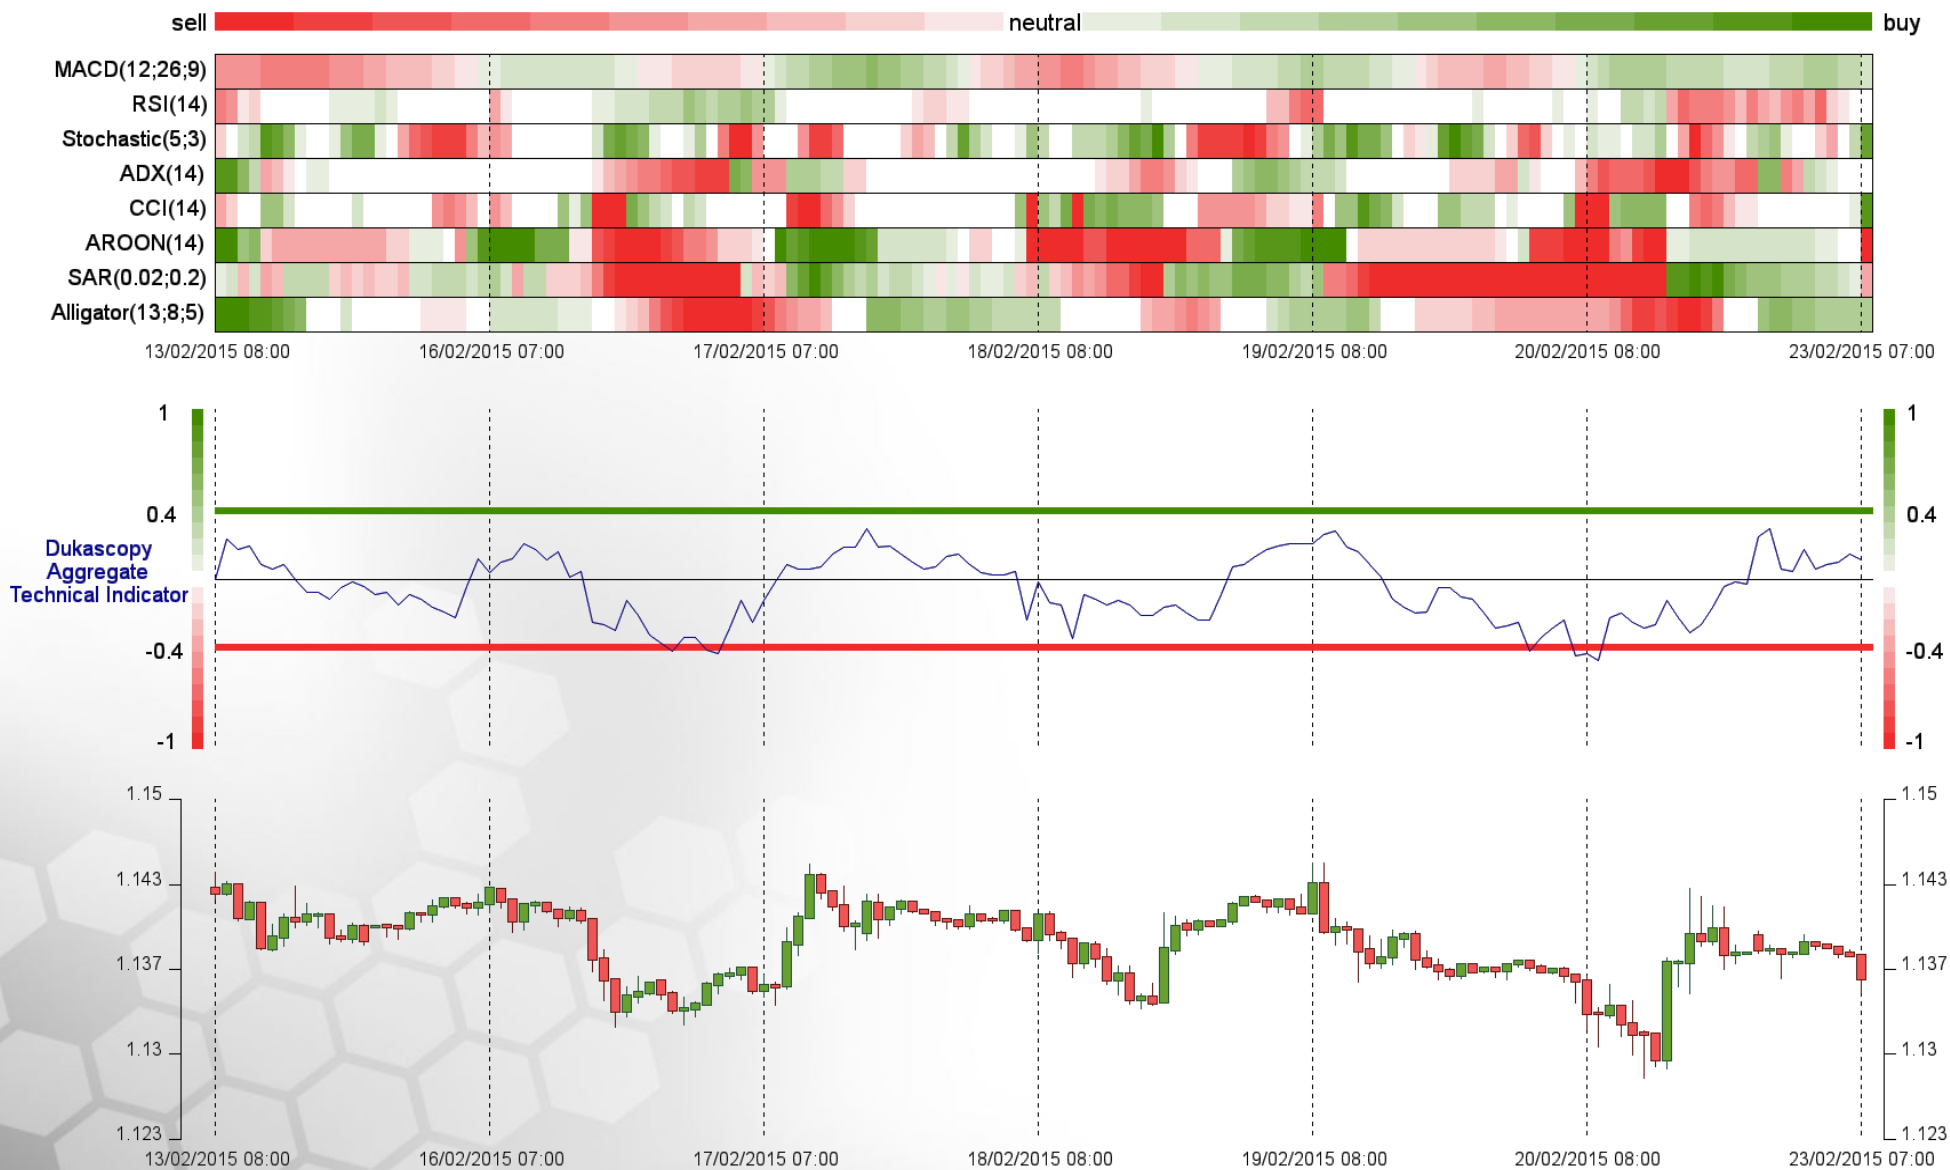 sell neutral buy
MACD(12;26;9)
RSI(14)
Stochastic(5;3)
ADX(14)
CCI(14)
AROON(14)
SAR(0.02;0.2)
Alligator(13;8;5)
13/02/2015 08:00 16/02/2015 07:00 17/02/2015 07:00 18/02/2015 08:00 19/02/2015 08:00 20/02/2015 08:00 23/02/2015 07:00
1 1
0.4 0.4
Dukascopy
Aggregate
Technical Indicator
-0.4 -0.4
-1 -1
1.15 1.15
1.143 1.143
1.137 1.137
1.13 1.13
1.123 1.123
13/02/2015 08:00 16/02/2015 07:00 17/02/2015 07:00 18/02/2015 08:00 19/02/2015 08:00 20/02/2015 08:00 23/02/2015 07:00